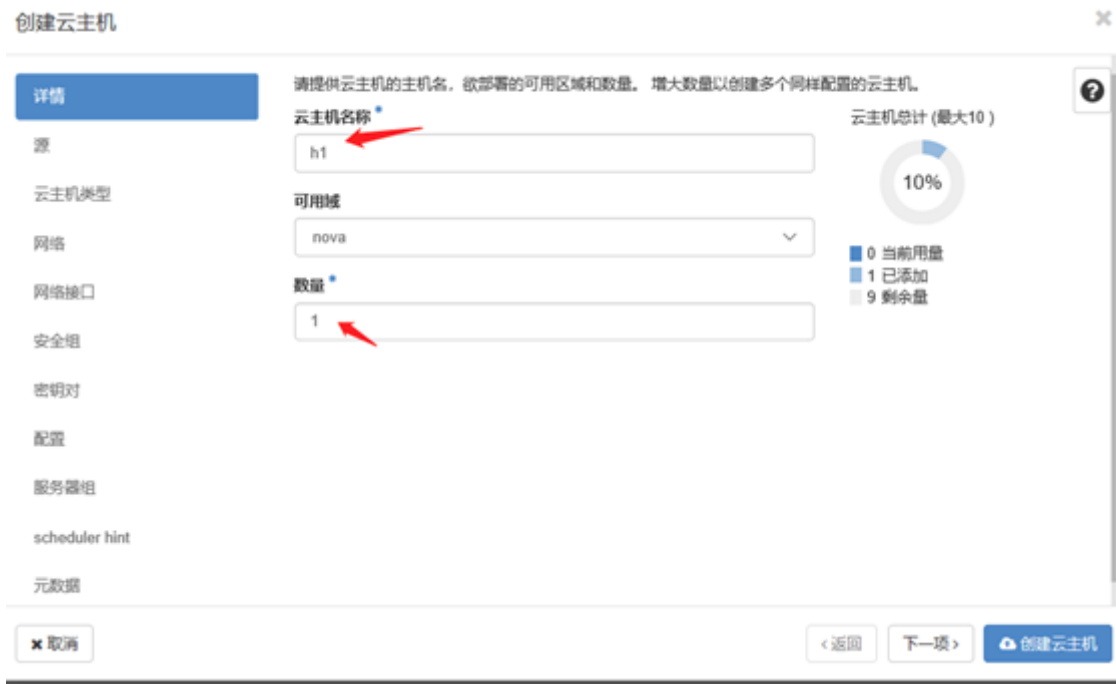 创建云主机
详情
源
云主机类型
网络
网络接口
安全组
密钥对
配置
服务器组
scheduler hint
元数据
请提供云主机的主机名，欲部署的可用区域和数量。 增大数量以创建多个同样配置的云主机。
云主机名称 *
h1
可用域
nova
数量 *
1
云主机总计 (最大10 )
10%
0 当前用量
1 已添加
9 剩余量
取消
‹ 返回
下一项 ›
创建云主机